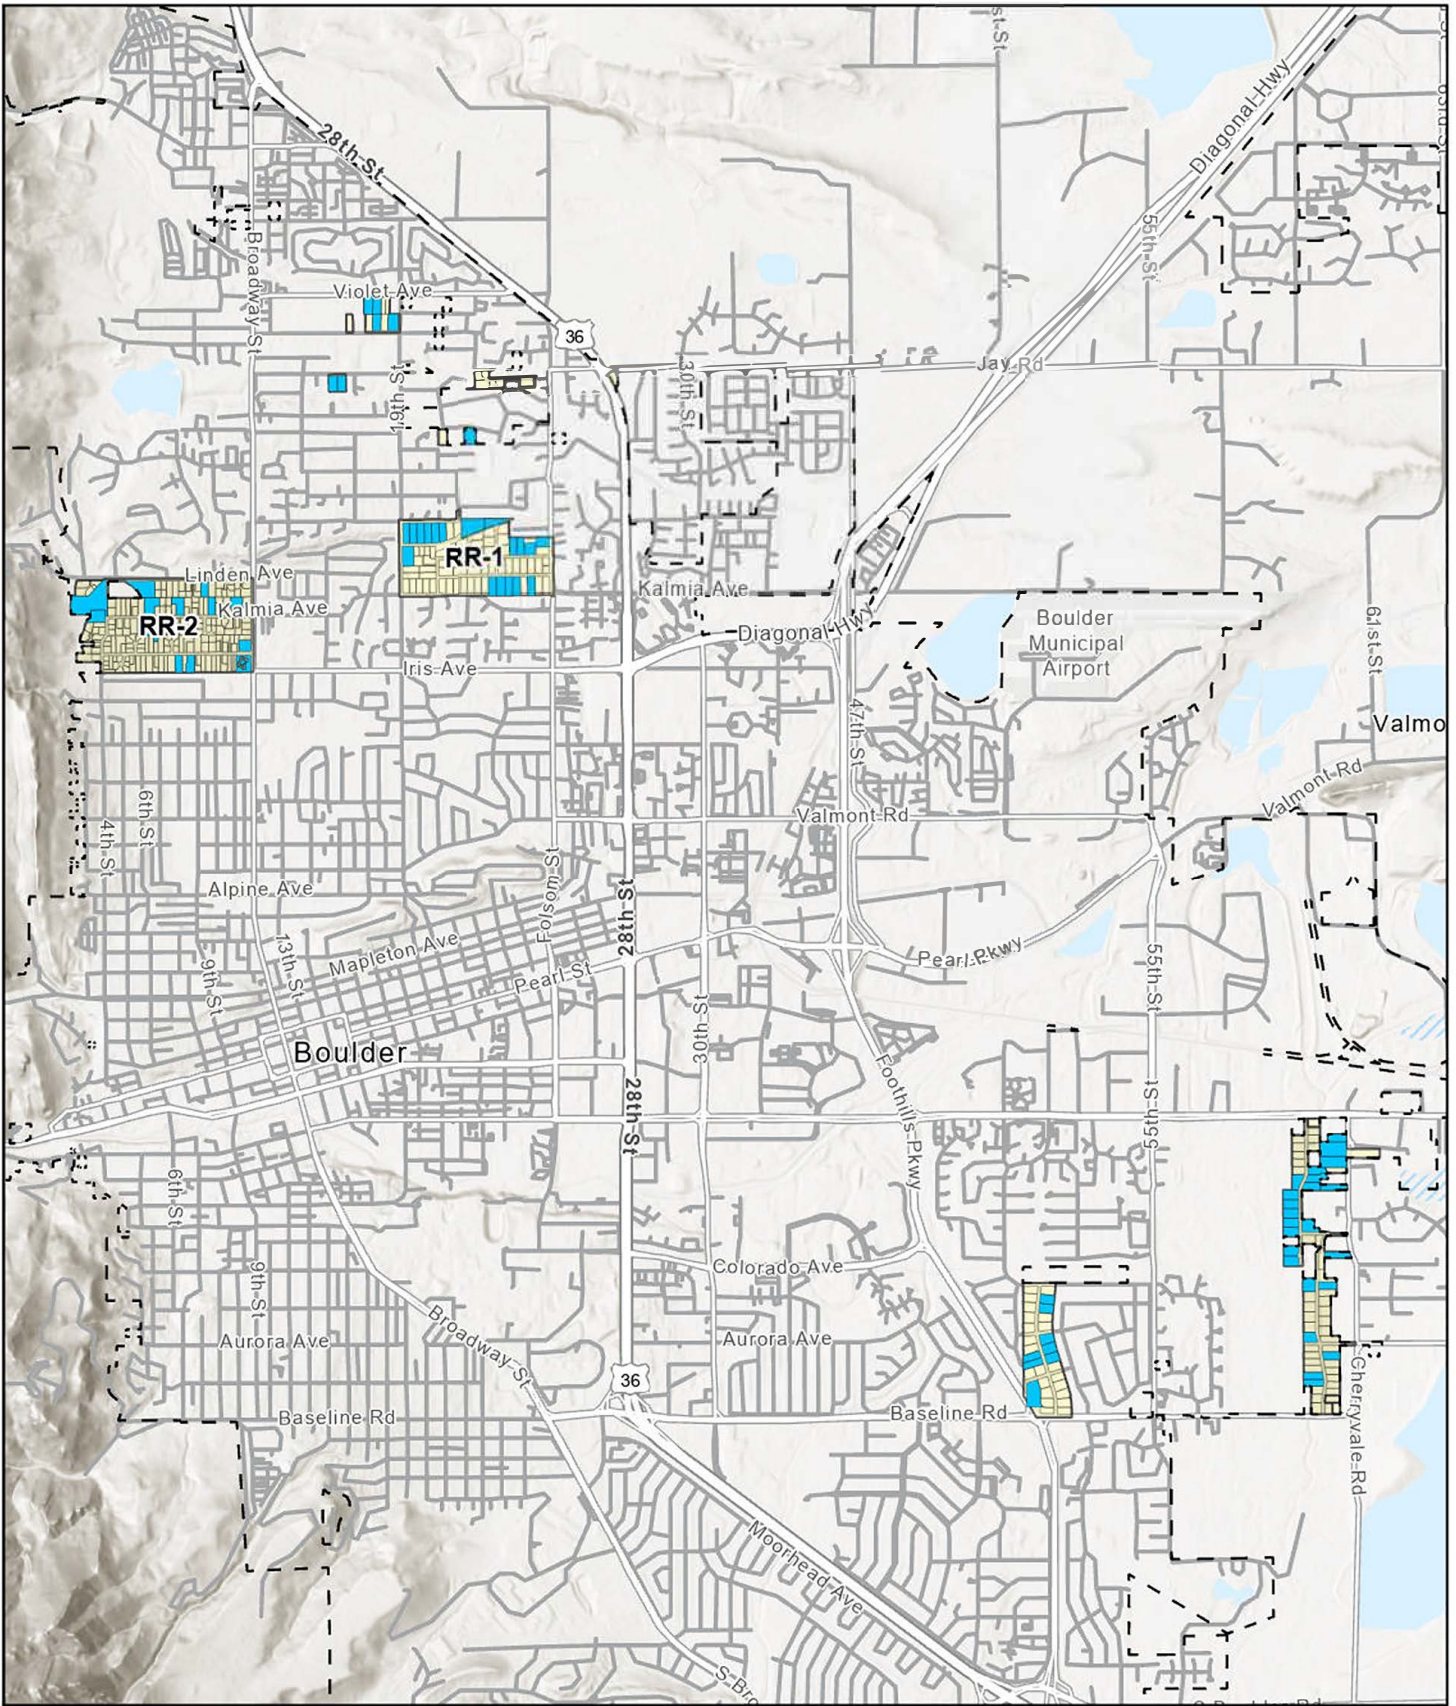 28th St
Diagonal Hwy
55th St
Broadway St
Violet Ave
36
Jay Rd
30th St
19th St
RR-1
Linden Ave
Kalmia Ave
Kalmia Ave
RR-2
Diagonal Hwy
Boulder
Municipal
Airport
61st St
Iris Ave
47th St
Valmo
Valmont Rd
Valmont Rd
6th St
4th St
Alpine Ave
Folsom St
28th St
13th St
Mapleton Ave
9th St
Pearl St
Pearl Pkwy
55th St
30th St
Boulder
Foothills Pkwy
28th St
55th St
6th St
Colorado Ave
9th St
Aurora Ave
Broadway St
Aurora Ave
36
Cherryvale Rd
Baseline Rd
Baseline Rd
Moorhead Ave
S Bro